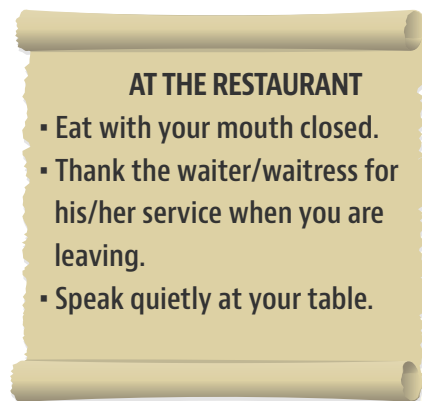 AT THE RESTAURANT
▪ Eat with your mouth closed.
▪ Thank the waiter/waitress for
his/her service when you are
leaving.
▪ Speak quietly at your table.